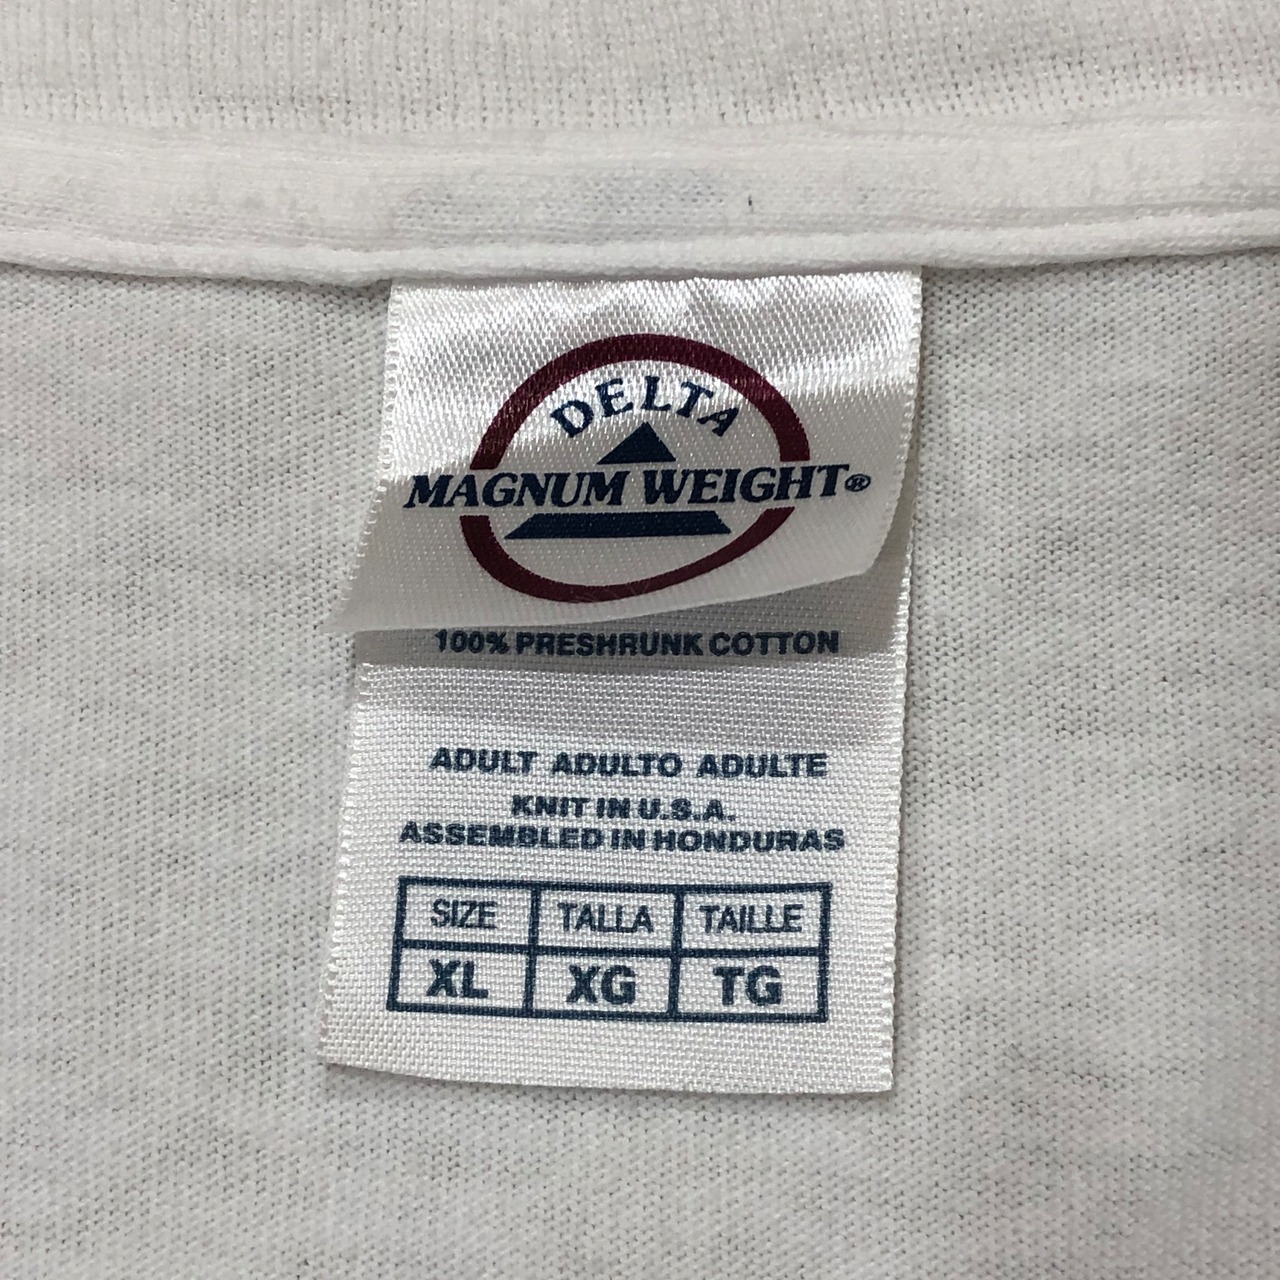 DELTA
MAGNUM WEIGHT®
100% PRESHRUNK COTTON
ADULT ADULTO ADULTE
KNIT IN U.S.A.
ASSEMBLED IN HONDURAS
SIZE TALLA TAILLE
XL XG TG